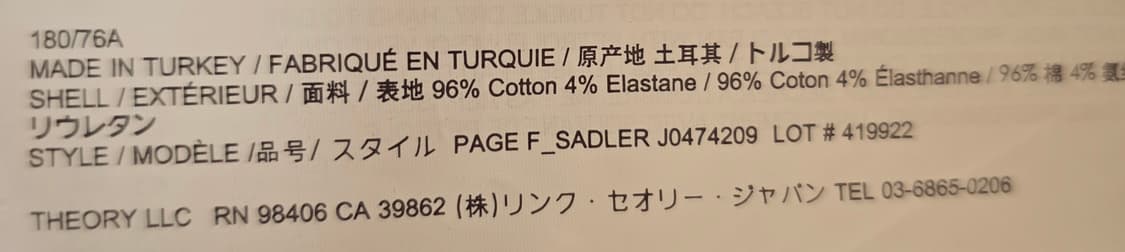 180/76A
MADE IN TURKEY / FABRIQUÉ EN TURQUIE / 原产地 土耳其 / トルコ製
SHELL / EXTÉRIEUR / 面料 / 表地 96% Cotton 4% Elastane / 96% Coton 4% Élasthanne / 96% 棉 4% 氨
リウレタン
STYLE / MODÈLE /品号/ スタイル PAGE F_SADLER J0474209 LOT # 419922
THEORY LLC RN 98406 CA 39862 (株)リンク・セオリー・ジャパン TEL 03-6865-0206